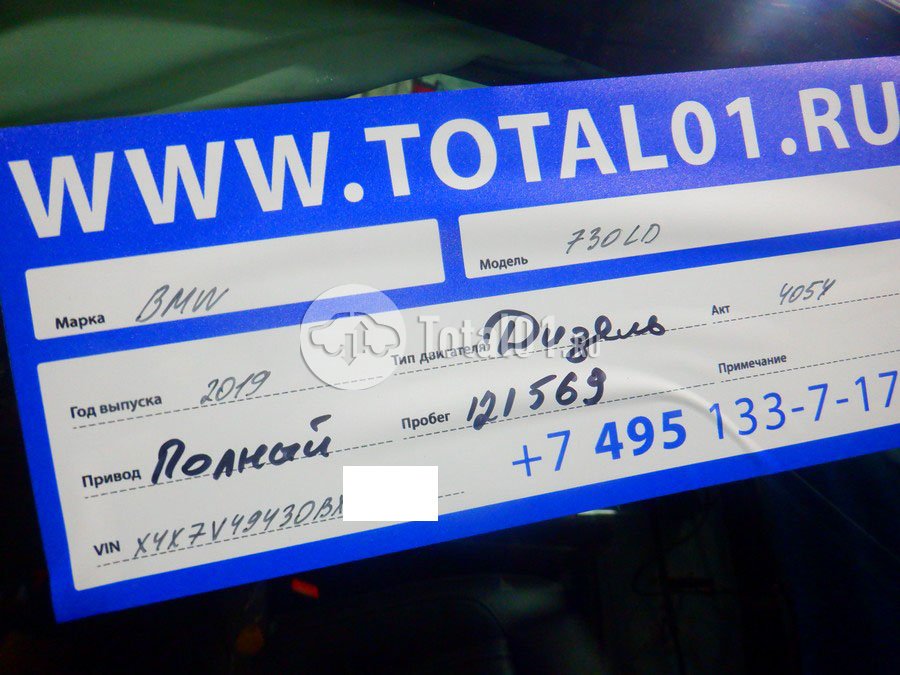 WWW.TOTAL01.RU
Марка BMW
Модель 730LD
Год выпуска 2019
Тип двигателя Дизель
Акт 4054
Привод Полный
Пробег 121569
Примечание
+7 495 133-7-17
VIN X4X7V49430B
Total01.RU